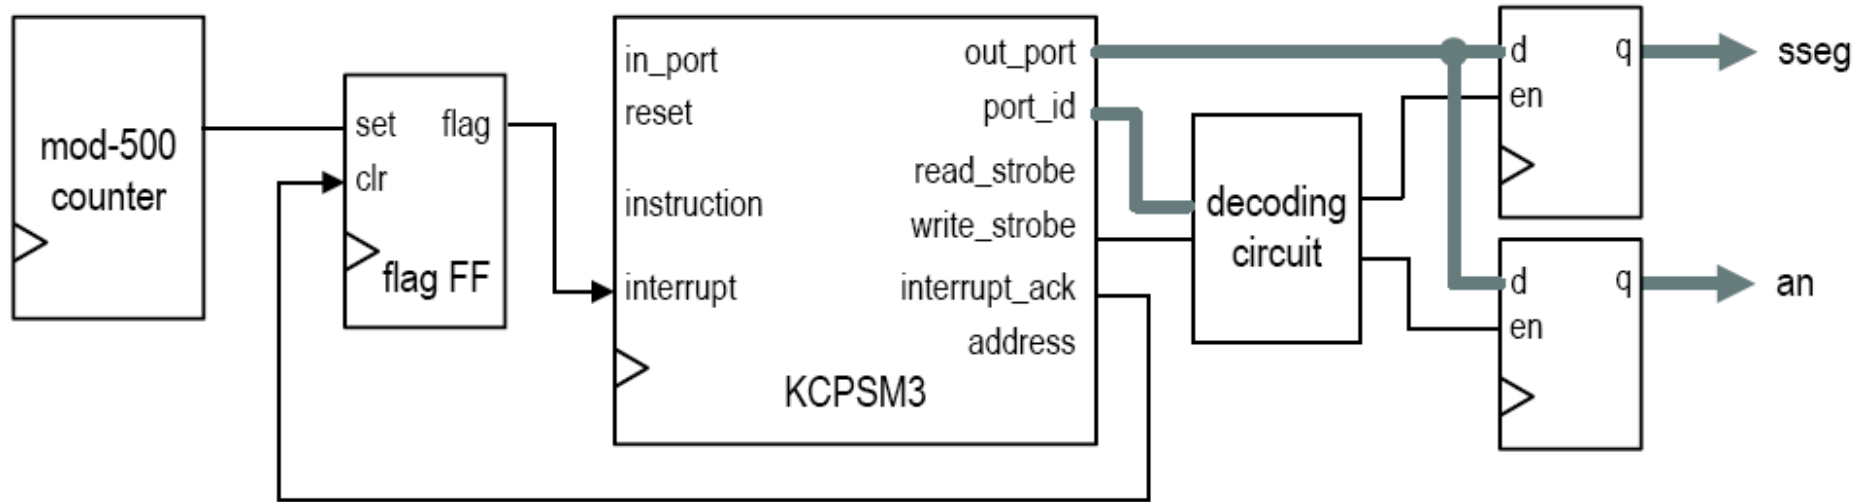 mod-500
counter
set
flag
clr
flag FF
in_port
reset
instruction
interrupt
out_port
port_id
read_strobe
write_strobe
interrupt_ack
address
KCPSM3
decoding
circuit
d
q
en
sseg
d
q
en
an